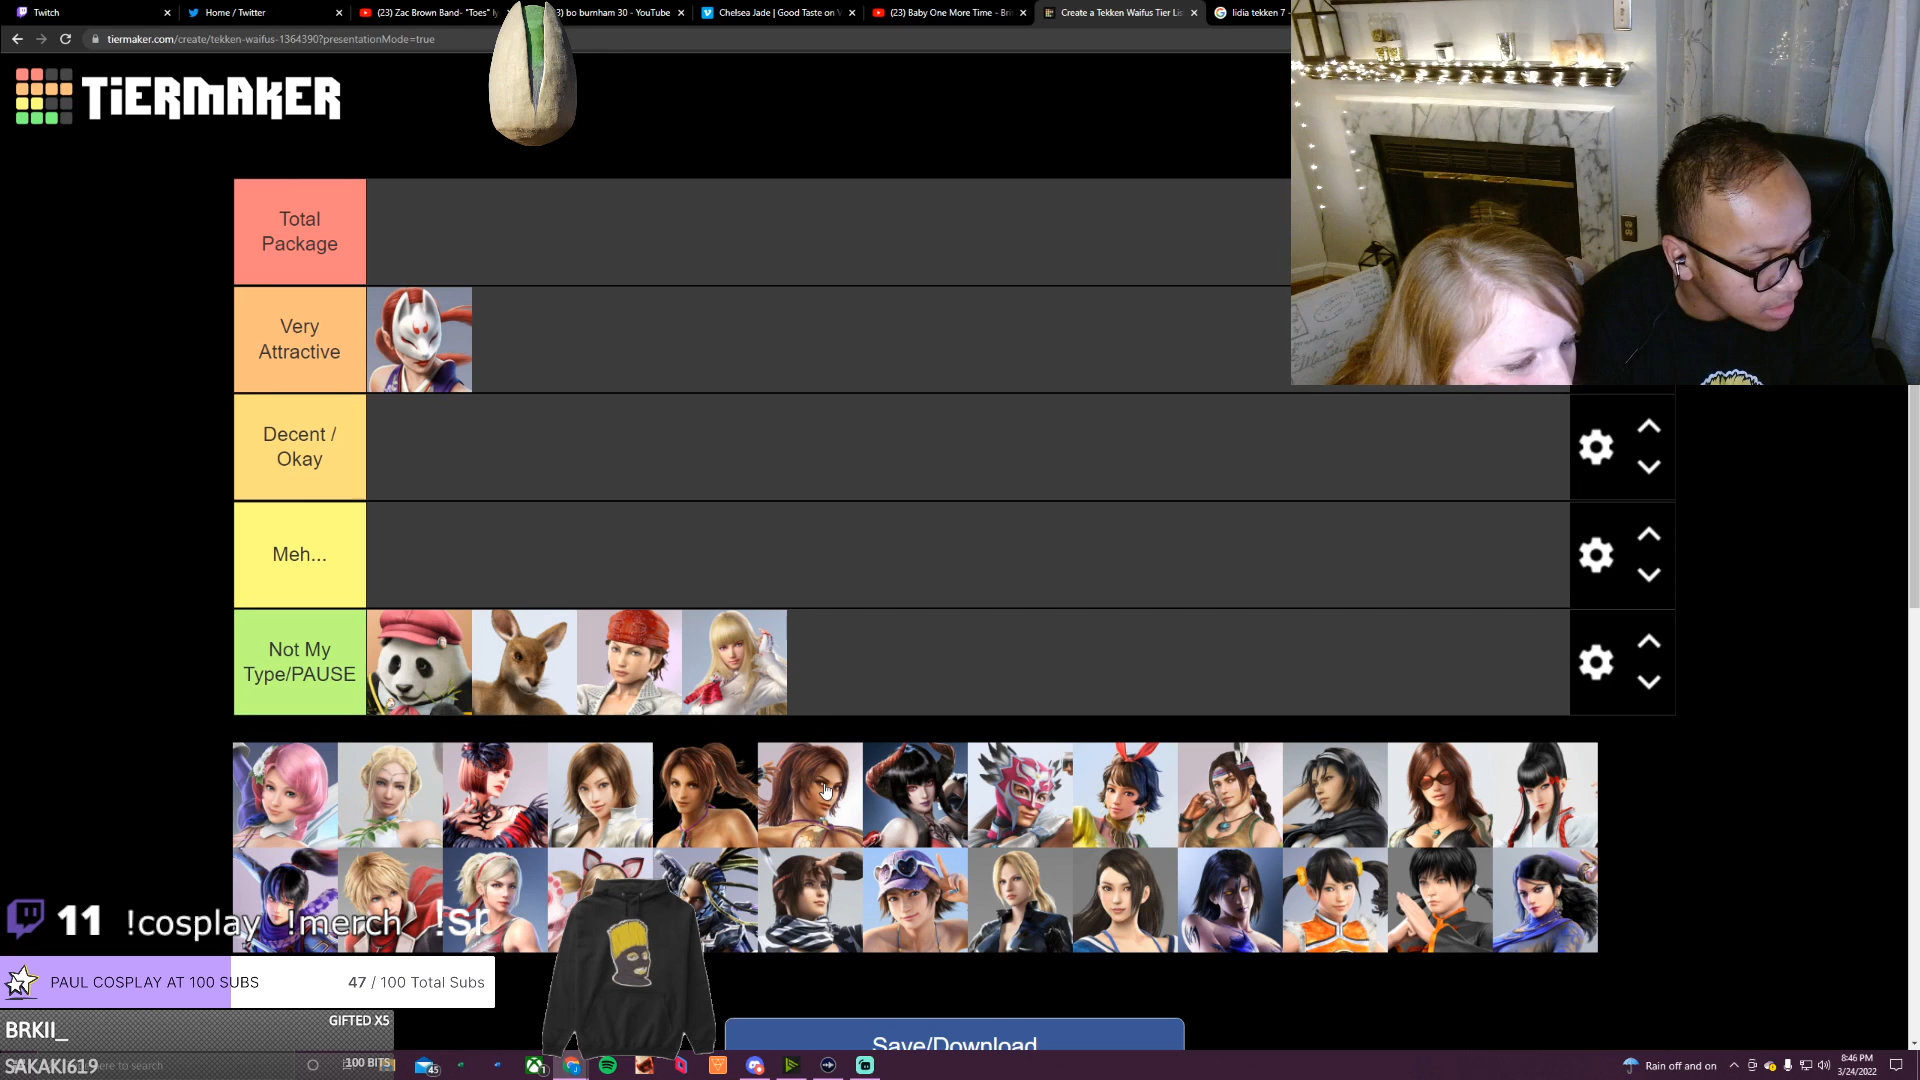 Twitch
Home / Twitter
(23) Zac Brown Band- "Toes" ly
bo burnham 30 - YouTube
Chelsea Jade | Good Taste on V
(23) Baby One More Time - Bri
Create a Tekken Waifus Tier Lis
lidia tekken 7
tiermaker.com/create/tekken-waifus-1364390?presentationMode=true
TiERMAKER
Total
Package
Very
Attractive
Decent /
Okay
Meh...
Not My
Type/PAUSE
11 !cosplay !merch !sr
PAUL COSPLAY AT 100 SUBS 47 / 100 Total Subs
BRKII_ GIFTED X5
SAKAKI619 100 BITS
Save/Download
45
1
Rain off and on
8:46 PM
3/24/2022